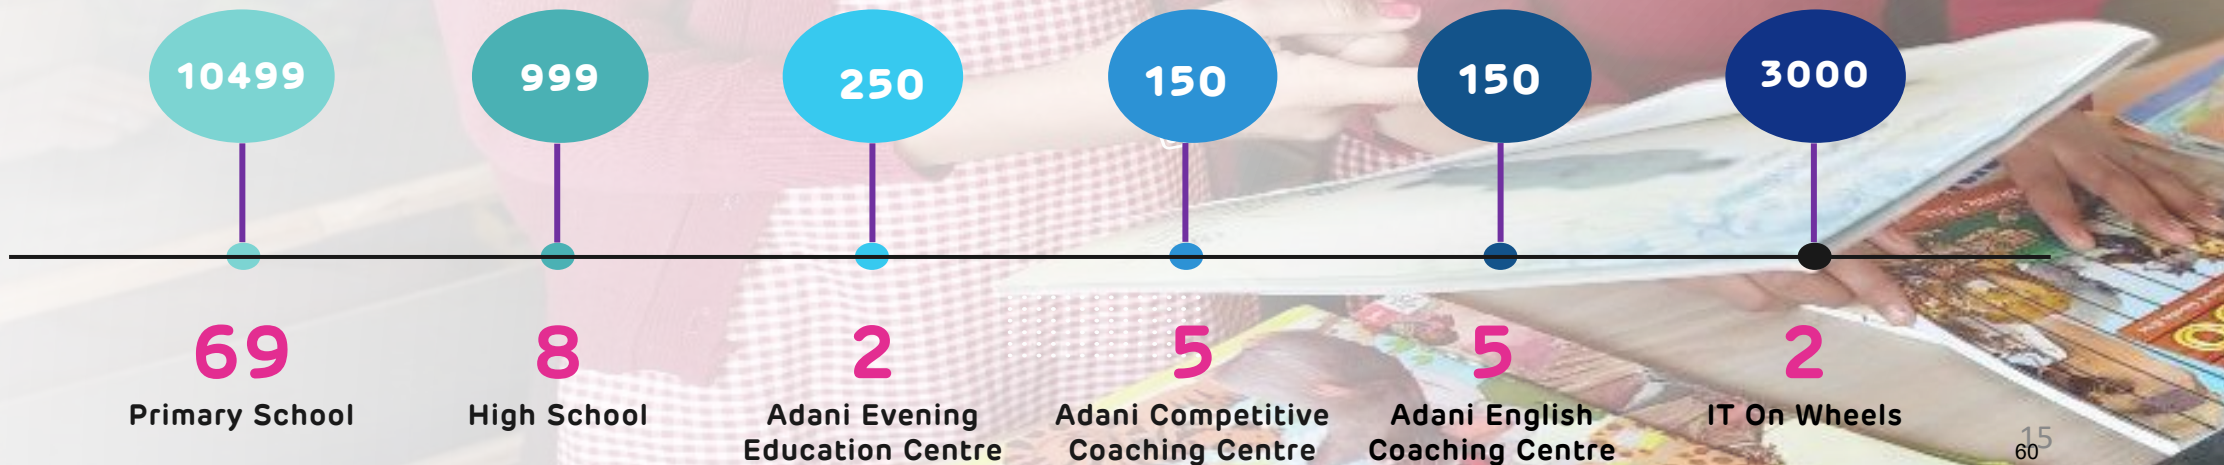 10499
999
250
150
150
3000
69
8
2
5
5
2
Primary School
High School
Adani Evening
Education Centre
Adani Competitive
Coaching Centre
Adani English
Coaching Centre
IT On Wheels
15
60